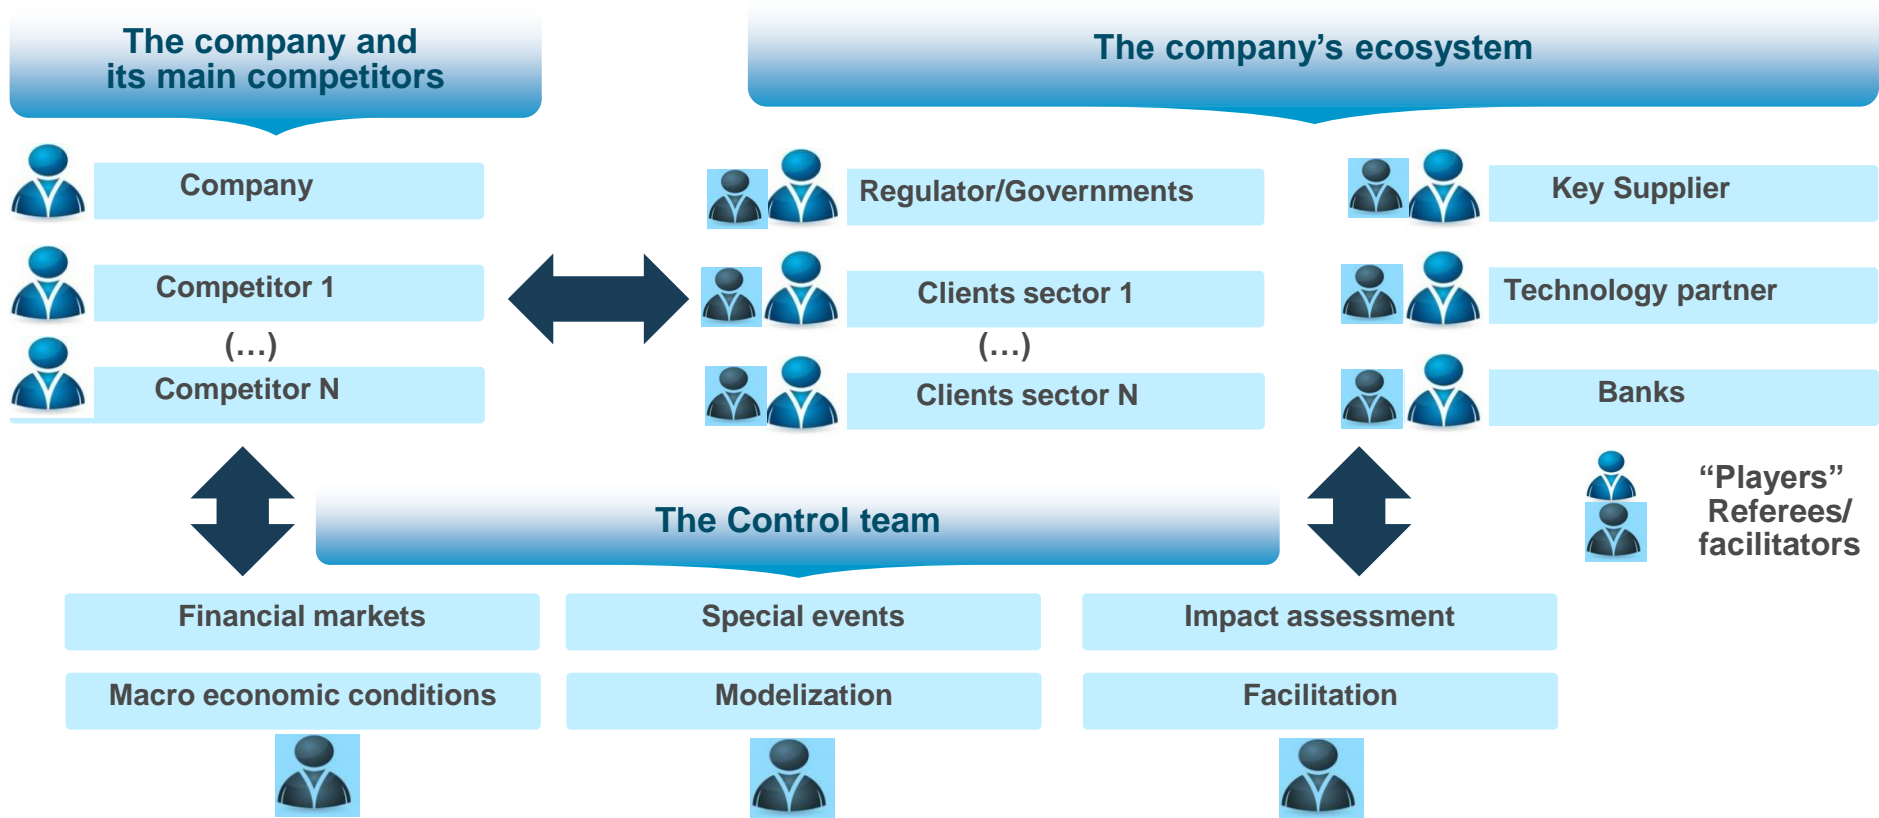 The company and
its main competitors
The company’s ecosystem
Company
Competitor 1
(…)
Competitor N
Regulator/Governments
Clients sector 1
(…)
Clients sector N
Key Supplier
Technology partner
Banks
“Players”
Referees/
facilitators
The Control team
Financial markets
Special events
Impact assessment
Macro economic conditions
Modelization
Facilitation